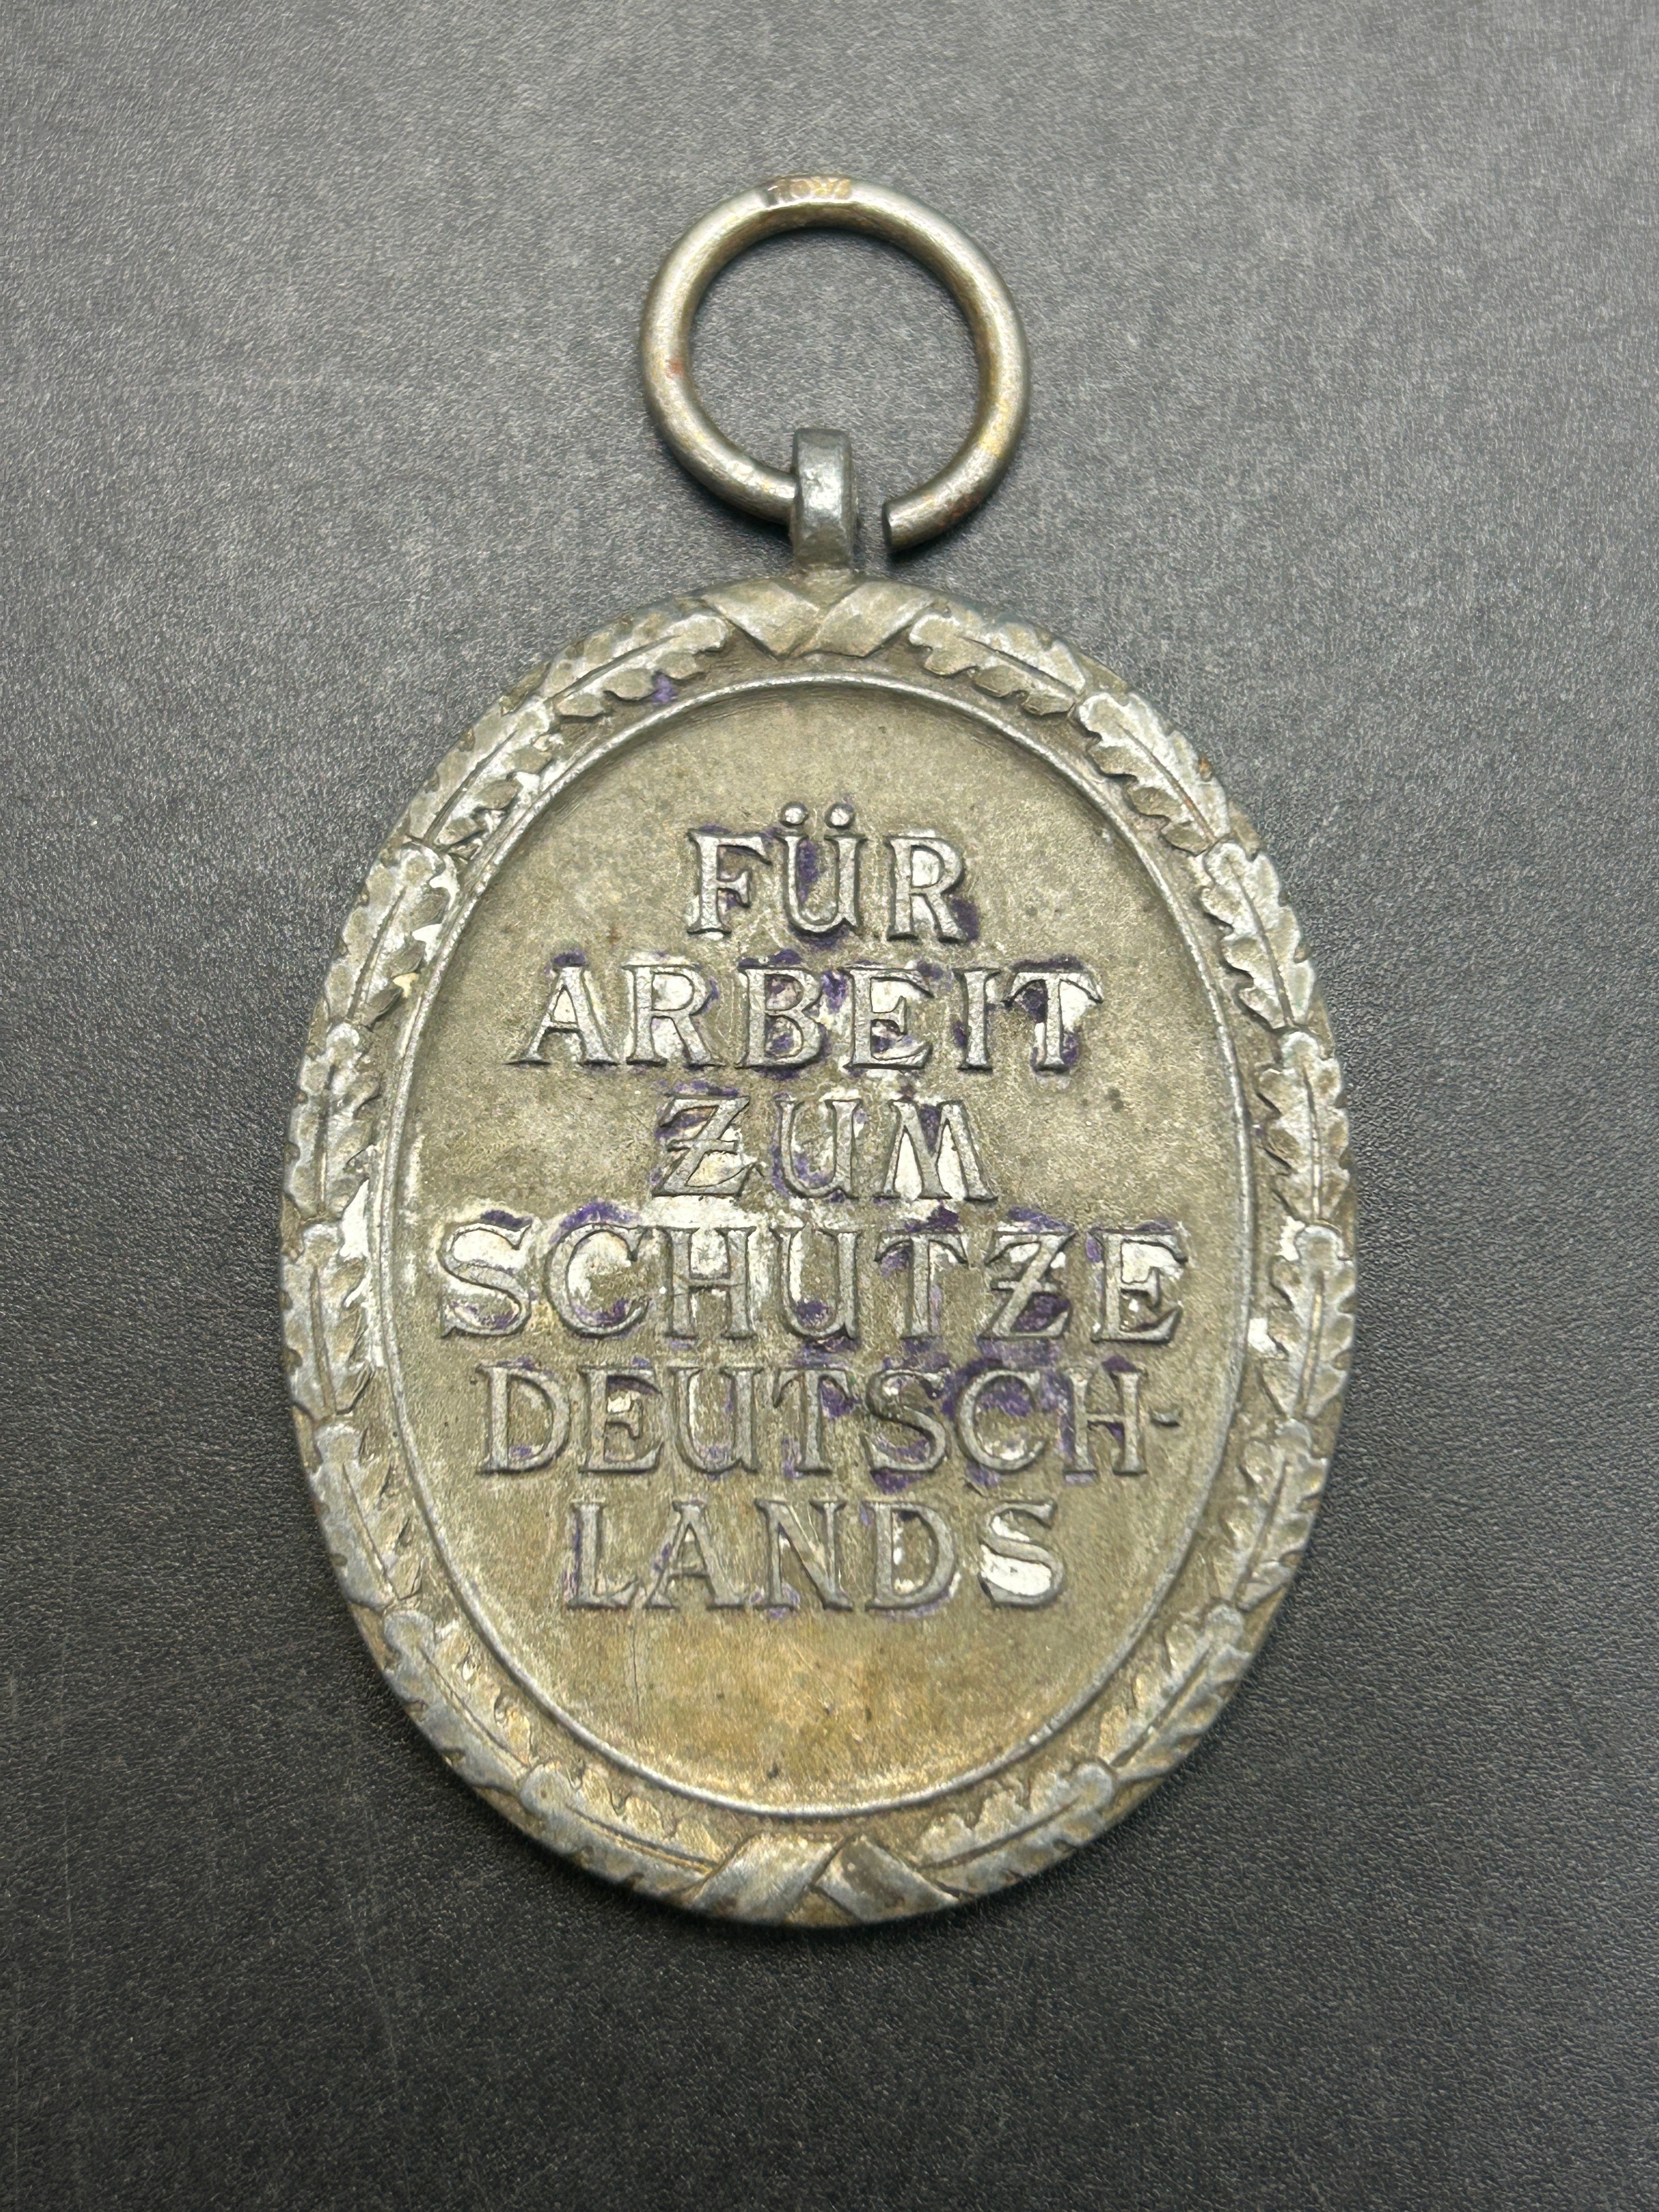 FÜR
ARBEIT
ZUM
SCHUTZE
DEUTSCH-
LANDS